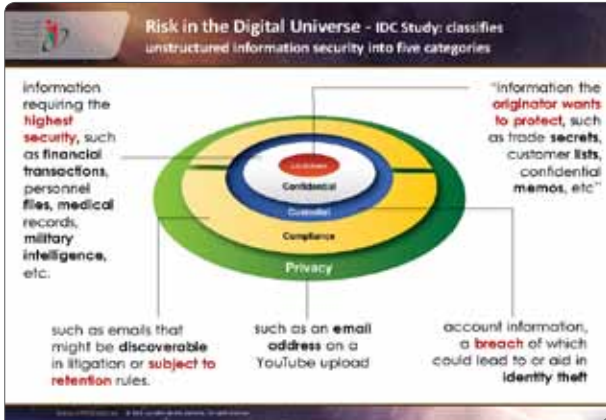 Risk in the Digital Universe - IDC Study: classifies
unstructured information security into five categories
information
requiring the
highest
security, such
as financial
transactions,
personnel
files, medical
records,
military
intelligence,
etc.
"information the
originator wants
to protect, such
as trade secrets,
customer lists,
confidential
memos, etc"
Lockdown
Confidential
Custodial
Compliance
Privacy
such as emails that
might be discoverable
in litigation or subject to
retention rules.
such as an email
address on a
YouTube upload
account information,
a breach of which
could lead to or aid in
identity theft